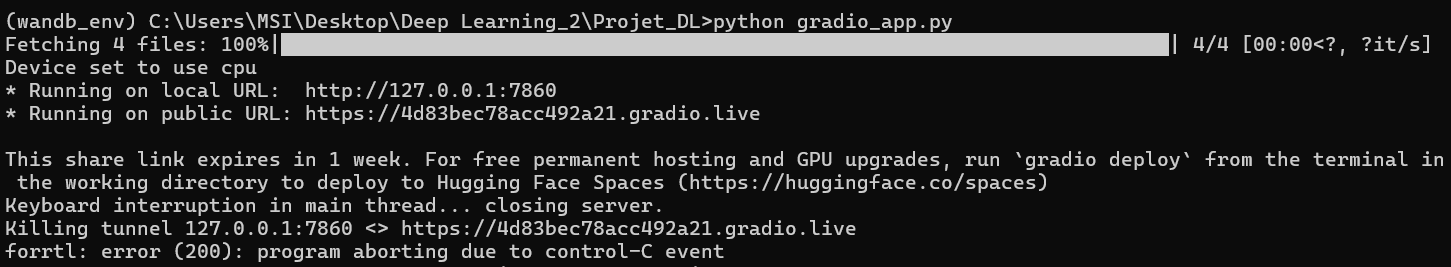 (wandb_env) C:\Users\MSI\Desktop\Deep Learning_2\Projet_DL>python gradio_app.py
Fetching 4 files: 100%|██████████| 4/4 [00:00<?, ?it/s]
Device set to use cpu
* Running on local URL:  http://127.0.0.1:7860
* Running on public URL: https://4d83bec78acc492a21.gradio.live

This share link expires in 1 week. For free permanent hosting and GPU upgrades, run `gradio deploy` from the terminal in
 the working directory to deploy to Hugging Face Spaces (https://huggingface.co/spaces)
Keyboard interruption in main thread... closing server.
Killing tunnel 127.0.0.1:7860 <> https://4d83bec78acc492a21.gradio.live
forrtl: error (200): program aborting due to control-C event